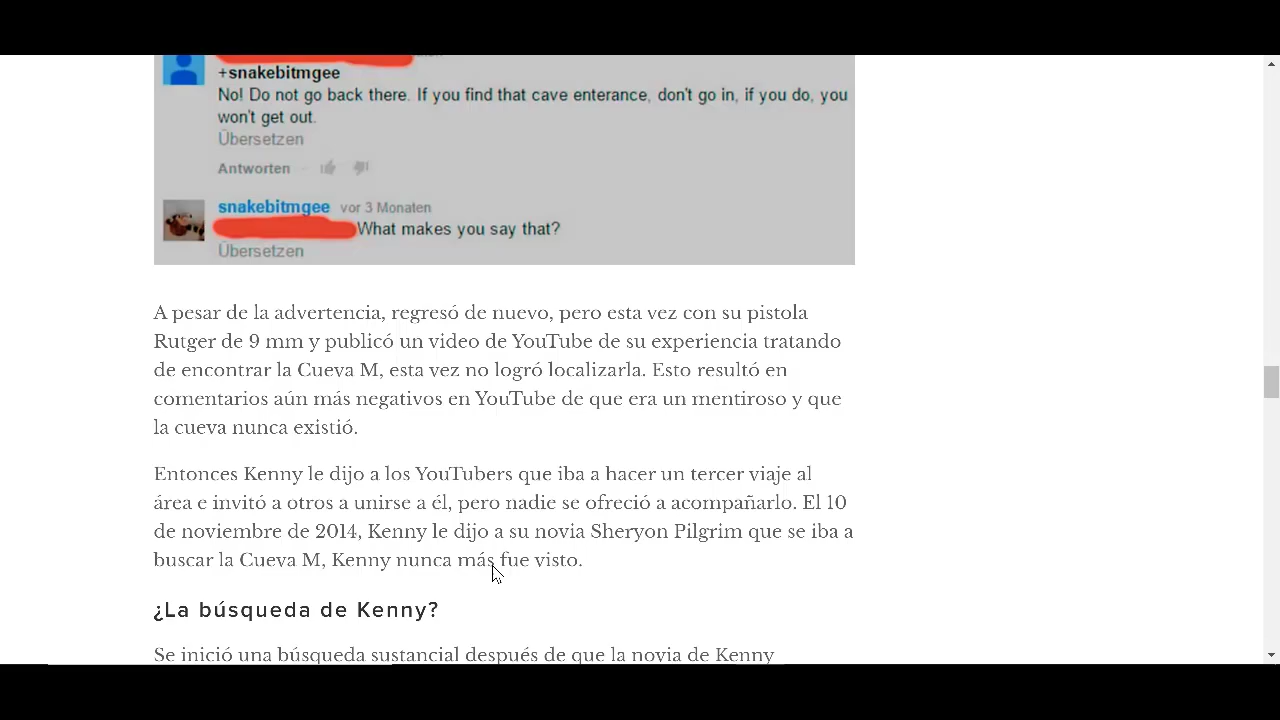 +snakebitmgee
No! Do not go back there. If you find that cave enterance, don't go in, if you do, you
won't get out.
Übersetzen
Antworten
snakebitmgee vor 3 Monaten
What makes you say that?
Übersetzen
A pesar de la advertencia, regresó de nuevo, pero esta vez con su pistola
Rutger de 9 mm y publicó un video de YouTube de su experiencia tratando
de encontrar la Cueva M, esta vez no logró localizarla. Esto resultó en
comentarios aún más negativos en YouTube de que era un mentiroso y que
la cueva nunca existió.
Entonces Kenny le dijo a los YouTubers que iba a hacer un tercer viaje al
área e invitó a otros a unirse a él, pero nadie se ofreció a acompañarlo. El 10
de noviembre de 2014, Kenny le dijo a su novia Sheryon Pilgrim que se iba a
buscar la Cueva M, Kenny nunca más fue visto.
¿La búsqueda de Kenny?
Se inició una búsqueda sustancial después de que la novia de Kenny